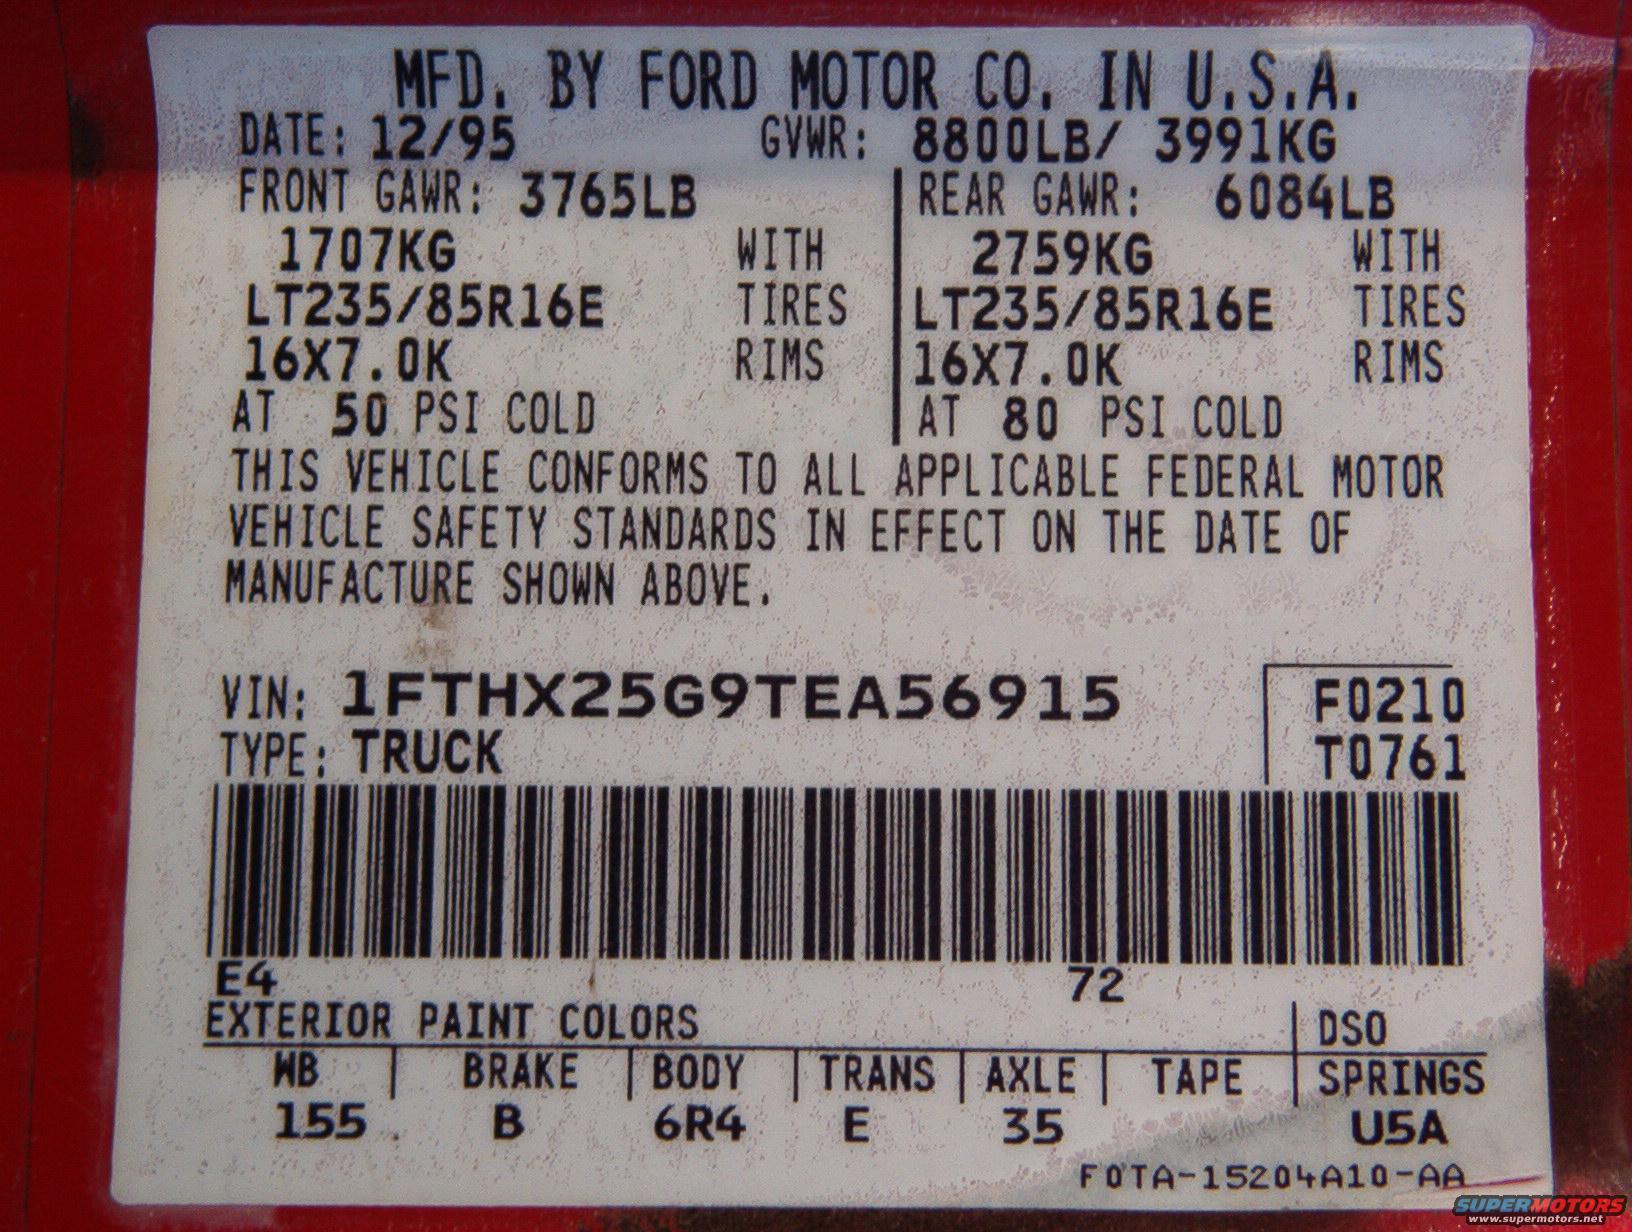 MFD. BY FORD MOTOR CO. IN U.S.A.
DATE: 12/95 GVWR: 8800LB/ 3991KG
FRONT GAWR: 3765LB REAR GAWR: 6084LB
1707KG WITH 2759KG WITH
LT235/85R16E TIRES LT235/85R16E TIRES
16X7.0K RIMS 16X7.0K RIMS
AT 50 PSI COLD AT 80 PSI COLD
THIS VEHICLE CONFORMS TO ALL APPLICABLE FEDERAL MOTOR
VEHICLE SAFETY STANDARDS IN EFFECT ON THE DATE OF
MANUFACTURE SHOWN ABOVE.
VIN: 1FTHX25G9TEA56915 F0210
TYPE: TRUCK T0761
E4 72
EXTERIOR PAINT COLORS DSO
WB BRAKE BODY TRANS AXLE TAPE SPRINGS
155 B 6R4 E 35 U5A
F0TA-15204A10-AA
SUPERMOTORS
www.supermotors.net